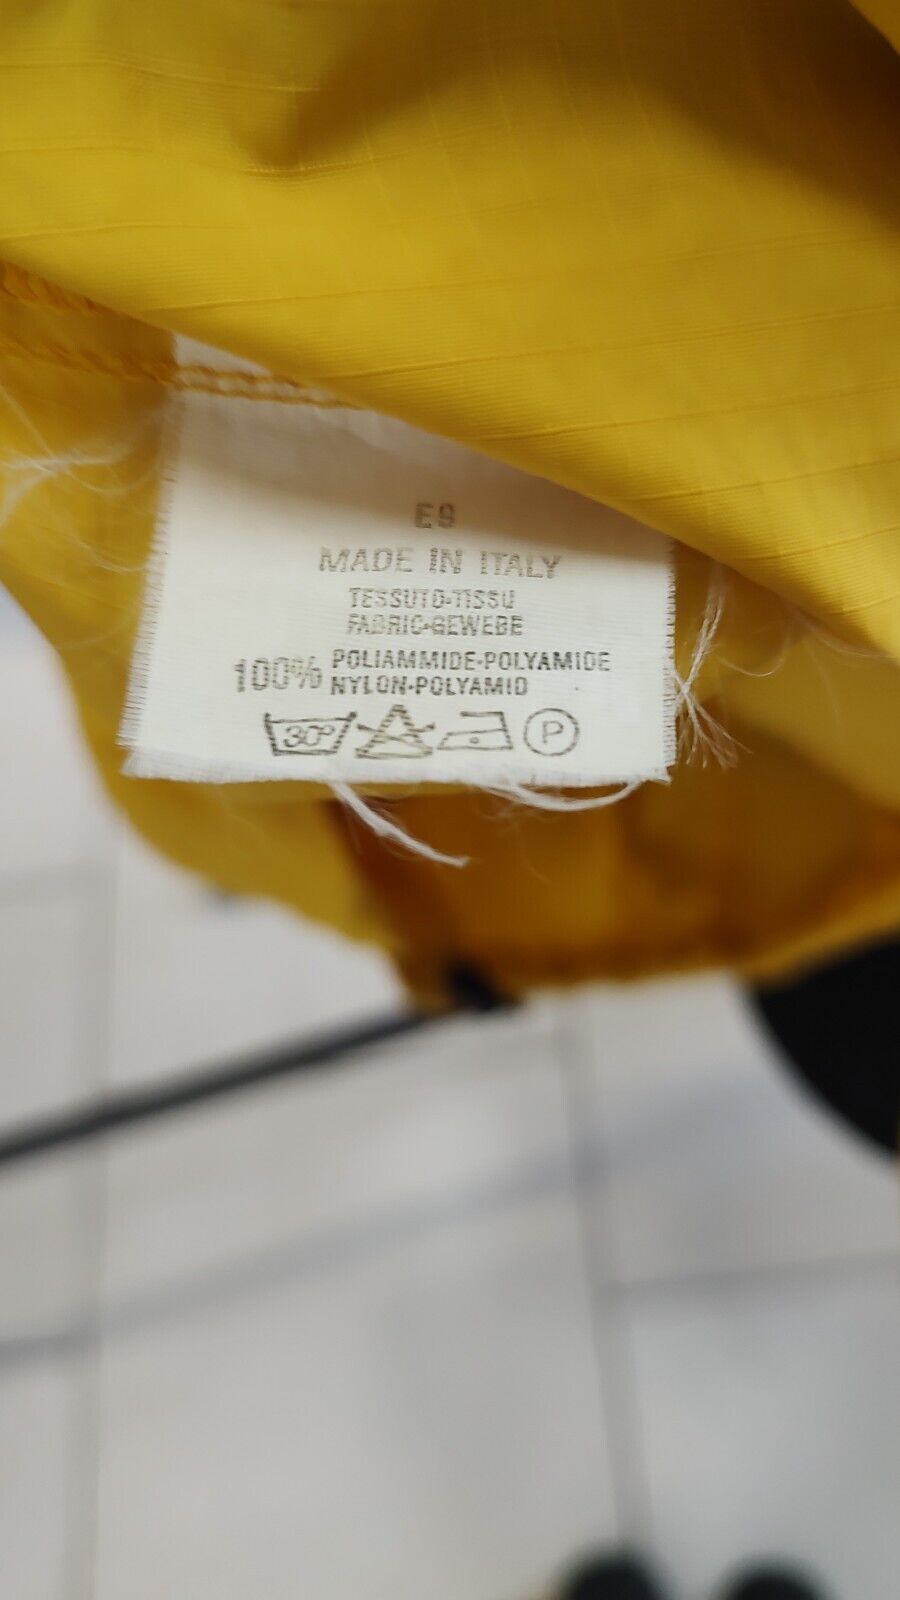 E9
MADE IN ITALY
TESSUTO-TISSU
FABRIC-GEWEBE
100% POLIAMMIDE-POLYAMIDE
NYLON-POLYAMID
30° P